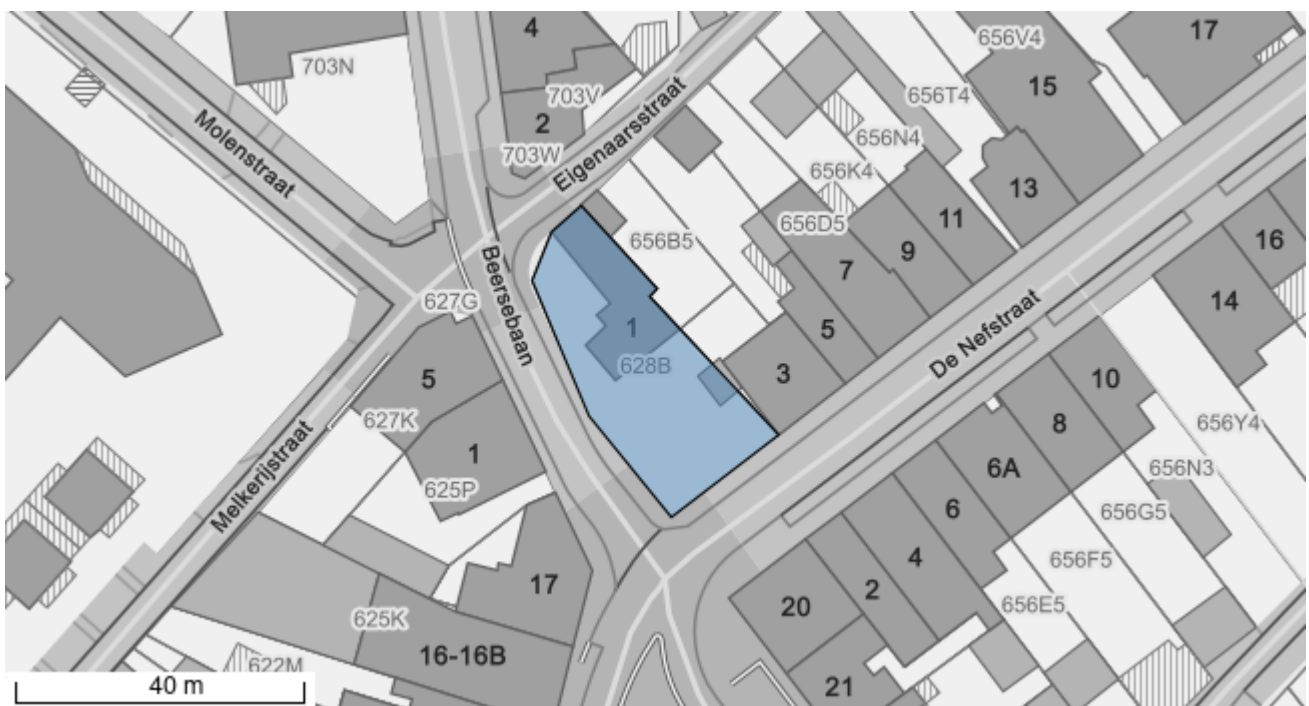 4
17
656V4
703N
15
703V
656T4
2
Molenstraat
703W
Eigenaarsstraat
656N4
656K4
13
11
656D5
9
656B5
16
7
Beersebaan
627G
14
1
5
De Nefstraat
628B
3
5
10
627K
8
656Y4
1
6A
656N3
Melkerijstraat
625P
6
656G5
4
656F5
17
2
20
656E5
625K
16-16B
622M
21
40 m